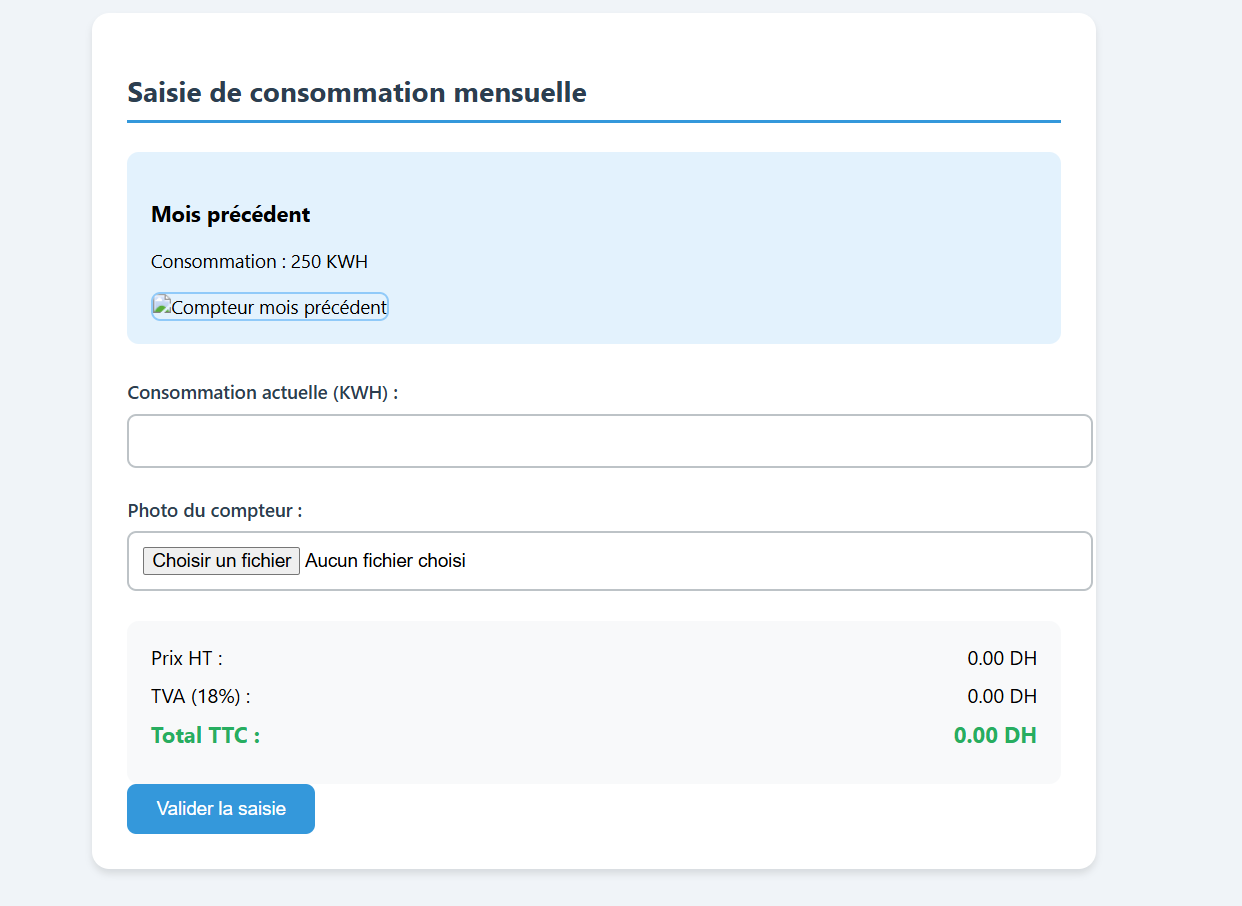 Saisie de consommation mensuelle
Mois précédent
Consommation : 250 KWH
Compteur mois précédent
Consommation actuelle (KWH) :
Photo du compteur :
Choisir un fichier Aucun fichier choisi
Prix HT : 0.00 DH
TVA (18%) : 0.00 DH
Total TTC : 0.00 DH
Valider la saisie